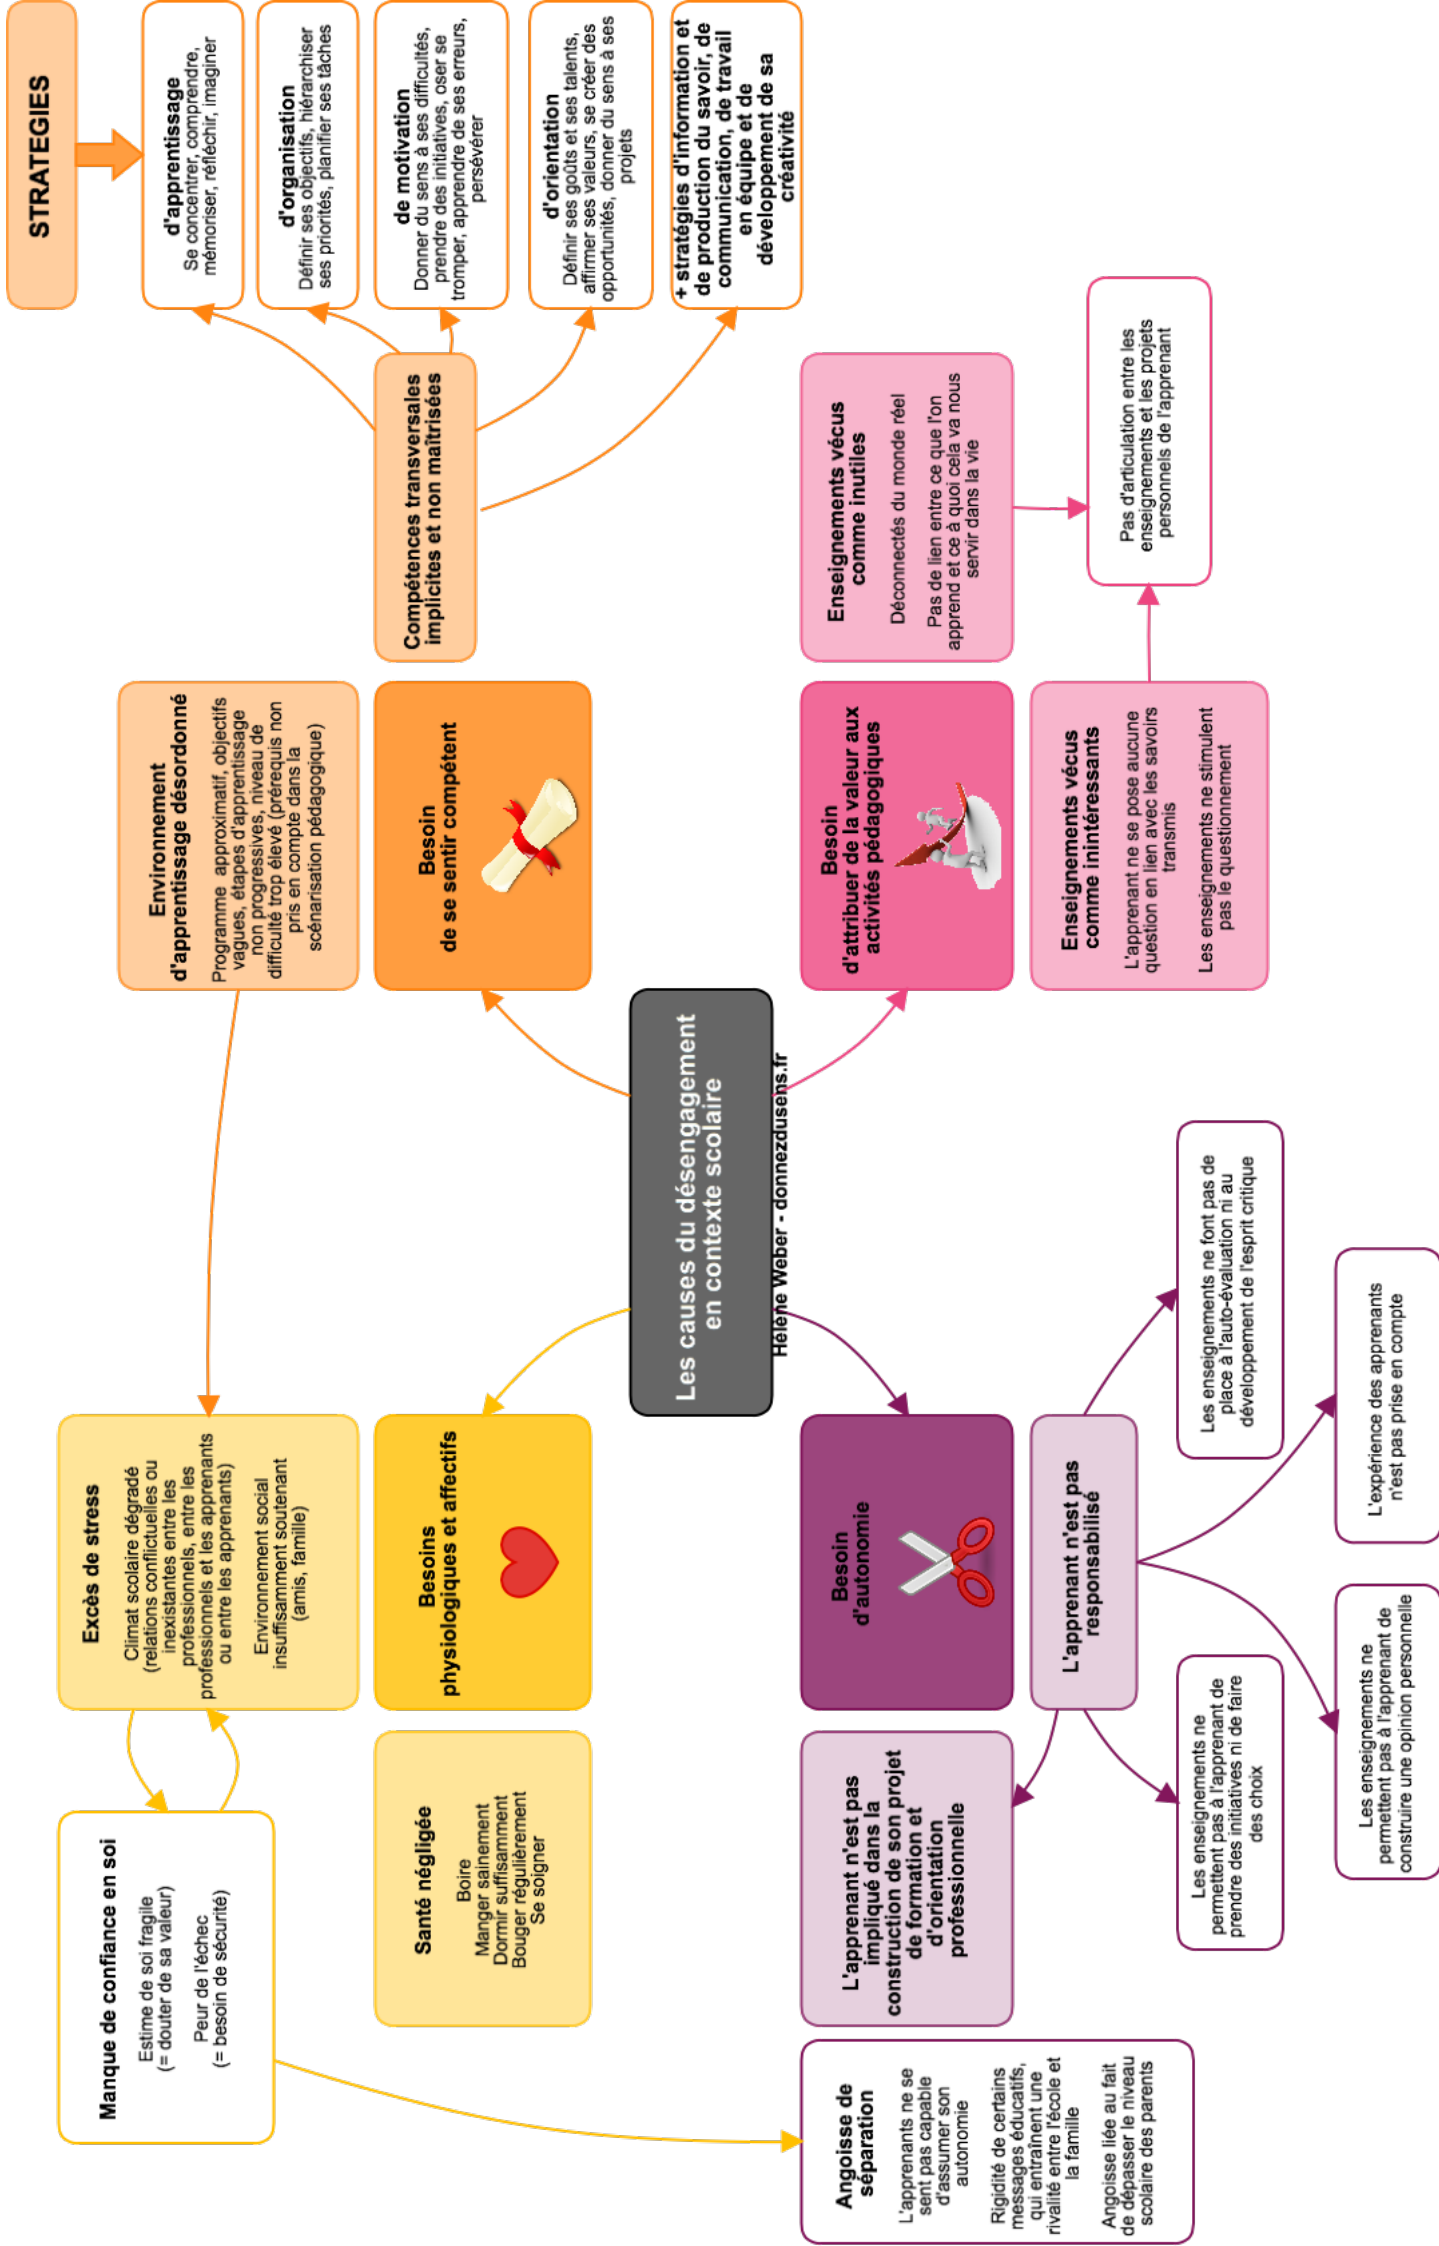 Manque de confiance en soi
Estime de soi fragile
(= douter de sa valeur)
Peur de l'échec
(= besoin de sécurité)
Excès de stress
Climat scolaire dégradé
(relations conflictuelles ou
inexistantes entre les
professionnels, entre les
professionnels et les apprenants
ou entre les apprenants)
Environnement social
insuffisamment soutenant
(amis, famille)
Environnement
d'apprentissage désordonné
Programme approximatif, objectifs
vagues, étapes d'apprentissage
non progressives, niveau de
difficulté trop élevé (prérequis non
pris en compte dans la
scénarisation pédagogique)
STRATEGIES
d'apprentissage
Se concentrer, comprendre,
mémoriser, réfléchir, imaginer
d'organisation
Définir ses objectifs, hiérarchiser
ses priorités, planifier ses tâches
de motivation
Donner du sens à ses difficultés,
prendre des initiatives, oser se
tromper, apprendre de ses erreurs,
persévérer
d'orientation
Définir ses goûts et ses talents,
affirmer ses valeurs, se créer des
opportunités, donner du sens à ses
projets
+ stratégies d'information et
de production du savoir, de
communication, de travail
en équipe et de
développement de sa
créativité
Santé négligée
Boire
Manger sainement
Dormir suffisamment
Bouger régulièrement
Se soigner
Besoins
physiologiques et affectifs
Besoin
de se sentir compétent
Compétences transversales
implicites et non maîtrisées
Les causes du désengagement
en contexte scolaire
Hélène Weber - donnezdusens.fr
Angoisse de
séparation
L'apprenants ne se
sent pas capable
d'assumer son
autonomie
Rigidité de certains
messages éducatifs,
qui entraînent une
rivalité entre l'école et
la famille
Angoisse liée au fait
de dépasser le niveau
scolaire des parents
L'apprenant n'est pas
impliqué dans la
construction de son projet
de formation et
d'orientation
professionnelle
Besoin
d'autonomie
Besoin
d'attribuer de la valeur aux
activités pédagogiques
Enseignements vécus
comme inutiles
Déconnectés du monde réel
Pas de lien entre ce que l'on
apprend et ce à quoi cela va nous
servir dans la vie
L'apprenant n'est pas
responsabilisé
Enseignements vécus
comme inintéressants
L'apprenant ne se pose aucune
question en lien avec les savoirs
transmis
Les enseignements ne stimulent
pas le questionnement
Pas d'articulation entre les
enseignements et les projets
personnels de l'apprenant
Les enseignements ne
permettent pas à l'apprenant de
prendre des initiatives ni de faire
des choix
Les enseignements ne font pas de
place à l'auto-évaluation ni au
développement de l'esprit critique
Les enseignements ne
permettent pas à l'apprenant de
construire une opinion personnelle
L'expérience des apprenants
n'est pas prise en compte